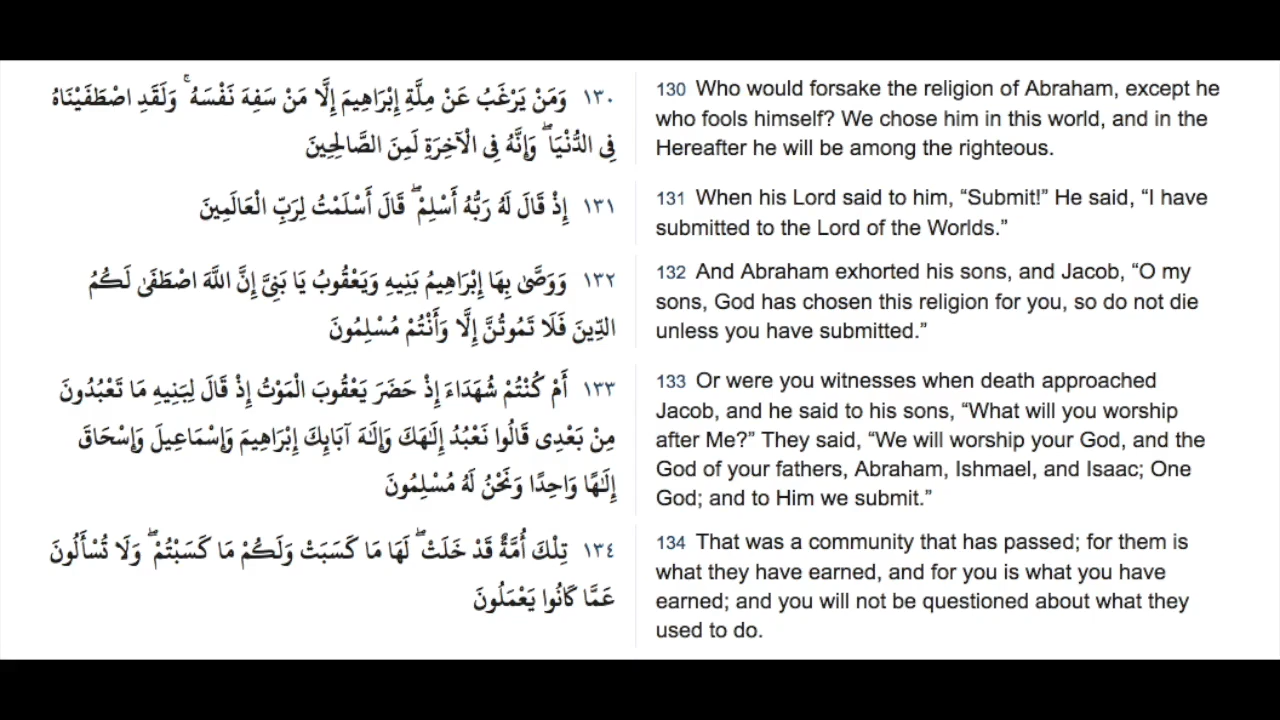 ١٣٠ وَمَنْ يَرْغَبُ عَنْ مِلَّةِ إِبْرَاهِيمَ إِلَّا مَنْ سَفِهَ نَفْسَهُ ۚ وَلَقَدِ اصْطَفَيْنَاهُ
فِي الدُّنْيَا ۖ وَإِنَّهُ فِي الْآخِرَةِ لَمِنَ الصَّالِحِينَ
130 Who would forsake the religion of Abraham, except he
who fools himself? We chose him in this world, and in the
Hereafter he will be among the righteous.
١٣١ إِذْ قَالَ لَهُ رَبُّهُ أَسْلِمْ ۖ قَالَ أَسْلَمْتُ لِرَبِّ الْعَالَمِينَ
131 When his Lord said to him, “Submit!” He said, “I have
submitted to the Lord of the Worlds.”
١٣٢ وَوَصَّىٰ بِهَا إِبْرَاهِيمُ بَنِيهِ وَيَعْقُوبُ يَا بَنِيَّ إِنَّ اللَّهَ اصْطَفَىٰ لَكُمُ
الدِّينَ فَلَا تَمُوتُنَّ إِلَّا وَأَنْتُمْ مُسْلِمُونَ
132 And Abraham exhorted his sons, and Jacob, “O my
sons, God has chosen this religion for you, so do not die
unless you have submitted.”
١٣٣ أَمْ كُنْتُمْ شُهَدَاءَ إِذْ حَضَرَ يَعْقُوبَ الْمَوْتُ إِذْ قَالَ لِبَنِيهِ مَا تَعْبُدُونَ
مِنْ بَعْدِي قَالُوا نَعْبُدُ إِلَٰهَكَ وَإِلَٰهَ آبَائِكَ إِبْرَاهِيمَ وَإِسْمَاعِيلَ وَإِسْحَاقَ
إِلَٰهًا وَاحِدًا وَنَحْنُ لَهُ مُسْلِمُونَ
133 Or were you witnesses when death approached
Jacob, and he said to his sons, “What will you worship
after Me?” They said, “We will worship your God, and the
God of your fathers, Abraham, Ishmael, and Isaac; One
God; and to Him we submit.”
١٣٤ تِلْكَ أُمَّةٌ قَدْ خَلَتْ ۖ لَهَا مَا كَسَبَتْ وَلَكُمْ مَا كَسَبْتُمْ ۖ وَلَا تُسْأَلُونَ
عَمَّا كَانُوا يَعْمَلُونَ
134 That was a community that has passed; for them is
what they have earned, and for you is what you have
earned; and you will not be questioned about what they
used to do.